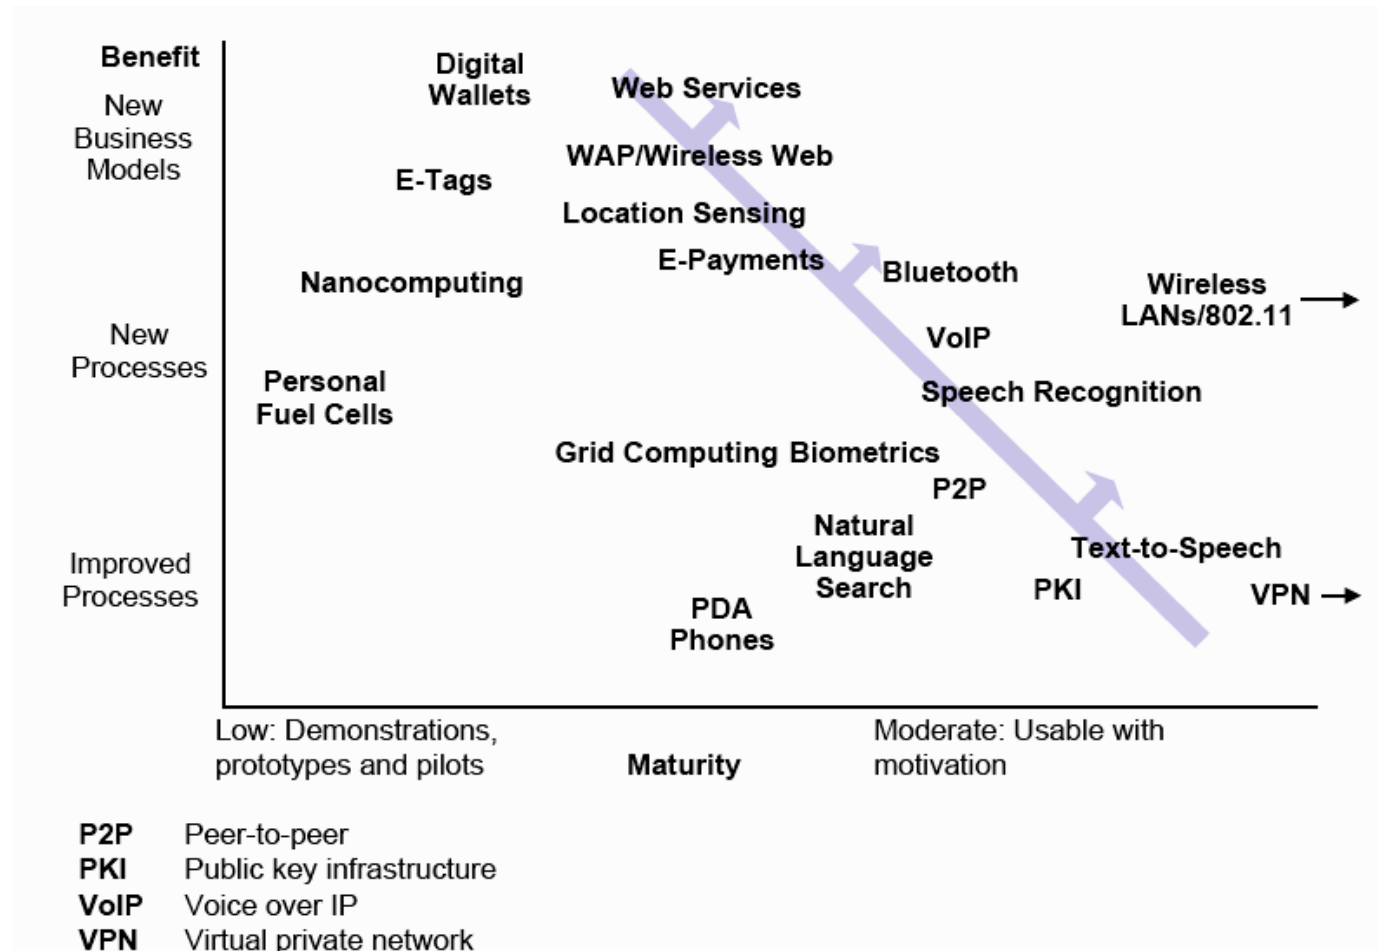 Benefit
New
Business
Models
New
Processes
Improved
Processes
Digital
Wallets
Web Services
WAP/Wireless Web
E-Tags
Location Sensing
E-Payments
Nanocomputing
Bluetooth
Wireless
LANs/802.11
VoIP
Personal
Fuel Cells
Speech Recognition
Grid Computing
Biometrics
P2P
Natural
Language
Search
Text-to-Speech
PKI
VPN
PDA
Phones
Low: Demonstrations,
prototypes and pilots
Maturity
Moderate: Usable with
motivation
P2P Peer-to-peer
PKI Public key infrastructure
VoIP Voice over IP
VPN Virtual private network